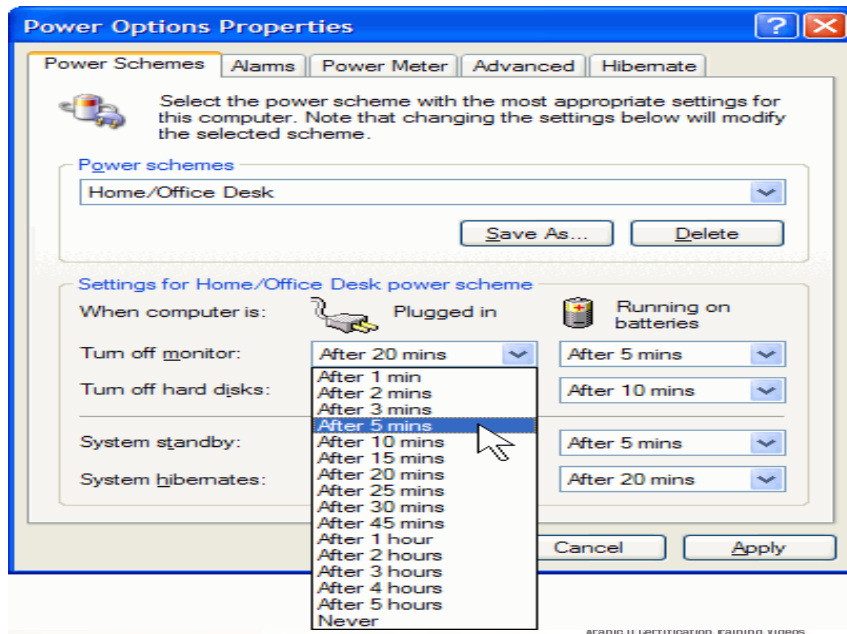 Power Options Properties
Power Schemes Alarms Power Meter Advanced Hibernate
Select the power scheme with the most appropriate settings for
this computer. Note that changing the settings below will modify
the selected scheme.
Power schemes
Home/Office Desk
Save As... Delete
Settings for Home/Office Desk power scheme
When computer is: Plugged in Running on
batteries
Turn off monitor: After 20 mins After 5 mins
Turn off hard disks: After 10 mins
System standby: After 5 mins
System hibernates: After 20 mins
After 1 min
After 2 mins
After 3 mins
After 5 mins
After 10 mins
After 15 mins
After 20 mins
After 25 mins
After 30 mins
After 45 mins
After 1 hour
After 2 hours
After 3 hours
After 4 hours
After 5 hours
Never
Cancel Apply
Arabic IT Certification Training Videos